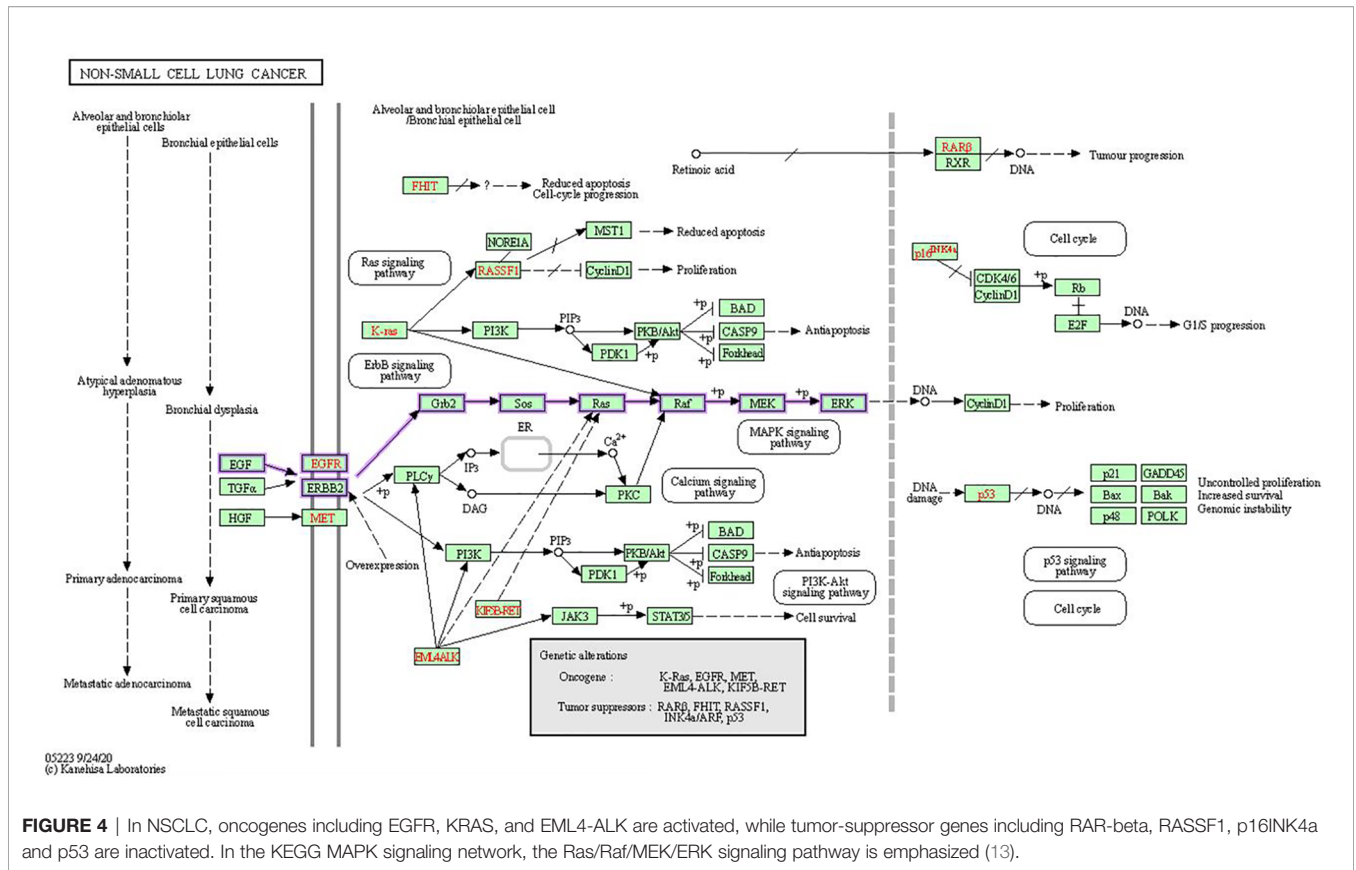 NON-SMALL CELL LUNG CANCER
Alveolar and bronchiolar
epithelial cells
Bronchial epithelial cells
Alveolar and bronchiolar epithelial cell
/Bronchial epithelial cell
Retinoic acid
RARβ
RXR
DNA
Tumour progression
FHIT
?
Reduced apoptosis
Cell-cycle progression
NORE1A
MST1
Reduced apoptosis
Ras signaling
pathway
RASSF1
CyclinD1
Proliferation
p16INK4a
Cell cycle
CDK4/6
CyclinD1
+p
Rb
E2F
DNA
G1/S progression
K-ras
PI3K
PIP3
PKB/Akt
PDK1
+p
+p
+p
+p
BAD
CASP9
Forkhead
Antiapoptosis
ErbB signaling
pathway
Atypical adenomatous
hyperplasia
Bronchial dysplasia
Grb2
Sos
Ras
Raf
+p
MEK
+p
ERK
DNA
CyclinD1
Proliferation
MAPK signaling
pathway
ER
Ca2+
IP3
EGF
EGFR
TGFα
ERBB2
+p
PLCγ
DAG
PKC
Calcium signaling
pathway
HGF
MET
DNA
damage
p53
DNA
p21
GADD45
Bax
Bak
p48
POLK
Uncontrolled proliferation
Increased survival
Genomic instability
Overexpression
PI3K
PIP3
PKB/Akt
PDK1
+p
+p
+p
+p
BAD
CASP9
Forkhead
Antiapoptosis
PI3K-Akt
signaling pathway
p53 signaling
pathway
Cell cycle
Primary adenocarcinoma
Primary squamous
cell carcinoma
KIF5B-RET
JAK3
+p
STAT3/5
Cell survival
EML4ALK
Genetic alterations
Oncogene : K-Ras, EGFR, MET,
EML4-ALK, KIF5B-RET
Tumor suppressors : RARβ, FHIT, RASSF1,
INK4a/ARF, p53
Metastatic adenocarcinoma
Metastatic squamous
cell carcinoma
05223 9/24/20
(c) Kanehisa Laboratories
FIGURE 4 | In NSCLC, oncogenes including EGFR, KRAS, and EML4-ALK are activated, while tumor-suppressor genes including RAR-beta, RASSF1, p16INK4a
and p53 are inactivated. In the KEGG MAPK signaling network, the Ras/Raf/MEK/ERK signaling pathway is emphasized (13).